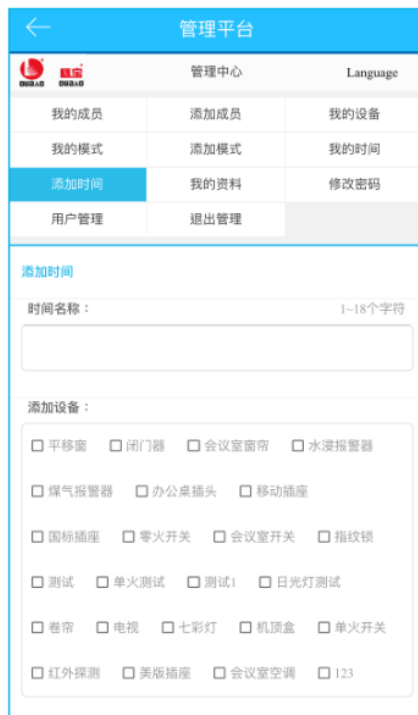 管理平台
OUBAO 欧宝 OUBAO 管理中心 Language
我的成员 添加成员 我的设备
我的模式 添加模式 我的时间
添加时间 我的资料 修改密码
用户管理 退出管理
添加时间
时间名称： 1~18个字符
添加设备：
平移窗 闭门器 会议室窗帘 水浸报警器
煤气报警器 办公桌插头 移动插座
国标插座 零火开关 会议室开关 指纹锁
测试 单火测试 测试1 日光灯测试
卷帘 电视 七彩灯 机顶盒 单火开关
红外探测 美版插座 会议室空调 123